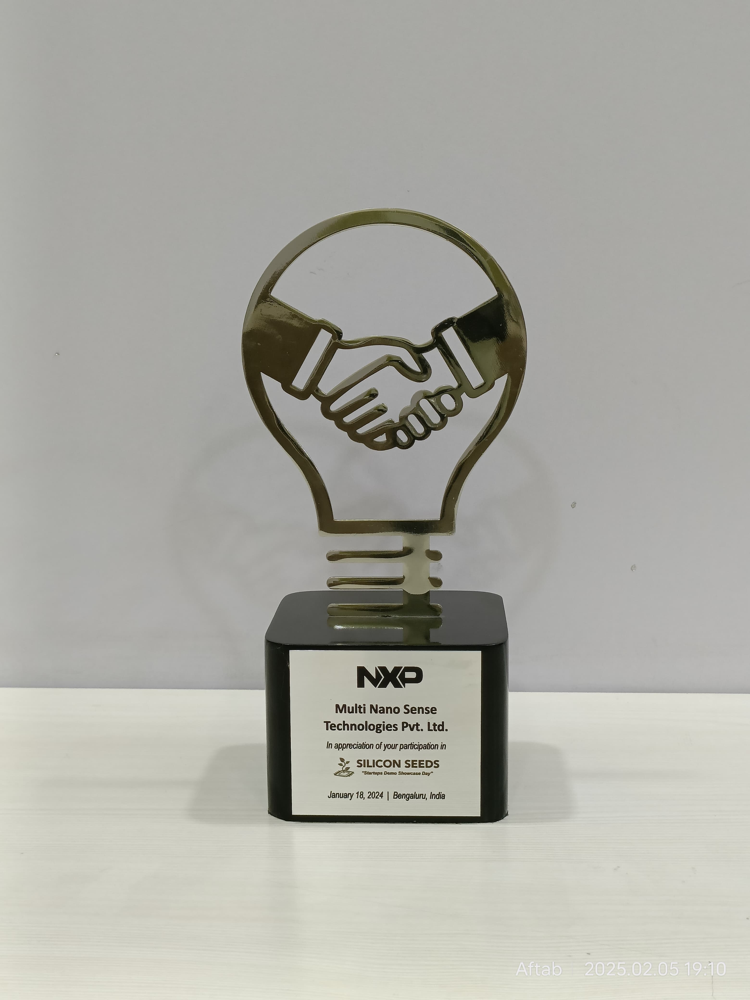 NXP
Multi Nano Sense
Technologies Pvt. Ltd.
In appreciation of your participation in
SILICON SEEDS
"Startups Demo Showcase Day"
January 18, 2024 | Bengaluru, India
Aftab | 2025.02.05 19:10